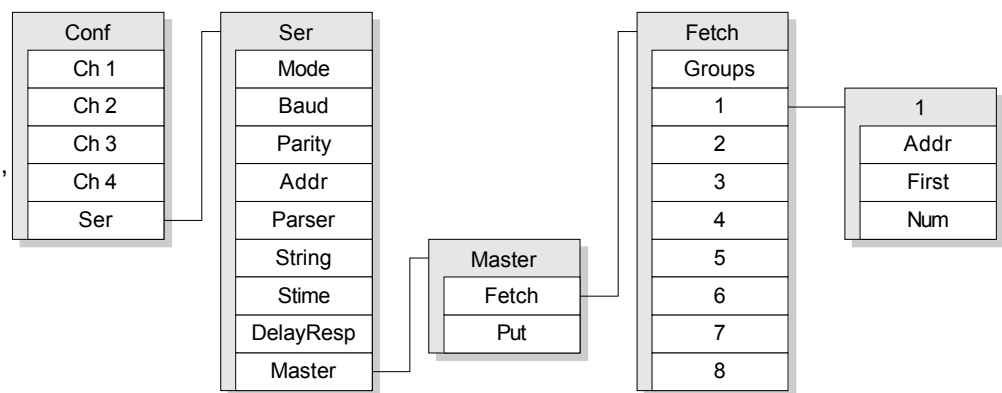 Conf
Ch 1
Ch 2
Ch 3
Ch 4
Ser
,
Ser
Mode
Baud
Parity
Addr
Parser
String
Stime
DelayResp
Master
Master
Fetch
Put
Fetch
Groups
1
2
3
4
5
6
7
8
1
Addr
First
Num